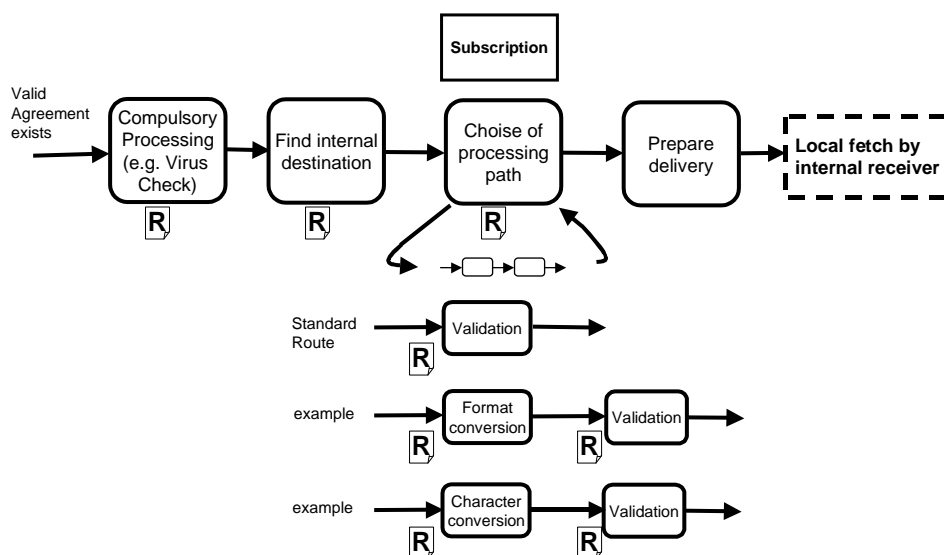 Subscription
Valid
Agreement
exists
Compulsory
Processing
(e.g. Virus
Check)
Find internal
destination
Choise of
processing
path
Prepare
delivery
Local fetch by
internal receiver
R
R
R
Standard
Route
Validation
R
example
Format
conversion
Validation
R
R
example
Character
conversion
Validation
R
R